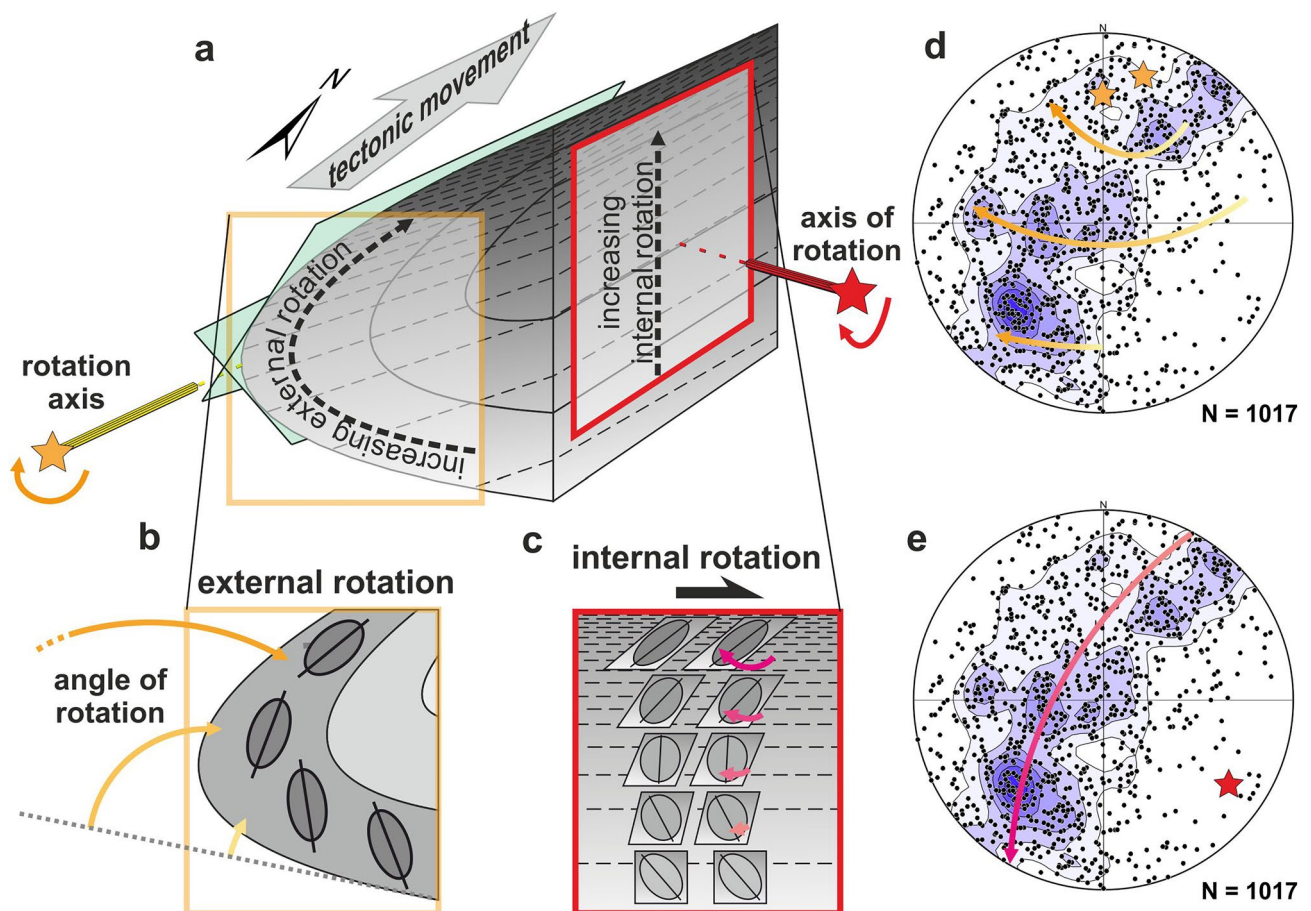 a
N
tectonic movement
increasing external rotation
increasing
internal rotation
axis of
rotation
rotation
axis
b
external rotation
angle of
rotation
c
internal rotation
d
N
N = 1017
e
N
N = 1017